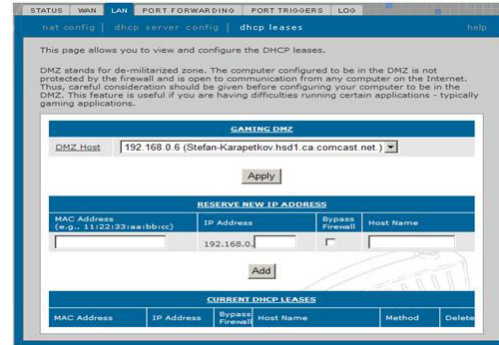 STATUS WAN LAN PORT FORWARDING PORT TRIGGERS LOG
nat config | dhcp server config | dhcp leases help
This page allows you to view and configure the DHCP leases.
DMZ stands for de-militarized zone. The computer configured to be in the DMZ is not
protected by the firewall and is open to communication from any computer on the Internet.
Thus, careful consideration should be given before configuring your computer to be in the
DMZ. This feature is useful if you are having difficulties running certain applications - typically
gaming applications.
GAMING DMZ
DMZ Host 192.168.0.6 (Stefan-Karapetkov.hsd1.ca.comcast.net.)
Apply
RESERVE NEW IP ADDRESS
MAC Address
(e.g., 11:22:33:aa:bb:cc) IP Address Bypass
Firewall Host Name
192.168.0.
Add
CURRENT DHCP LEASES
MAC Address IP Address Bypass
Firewall Host Name Method Delete